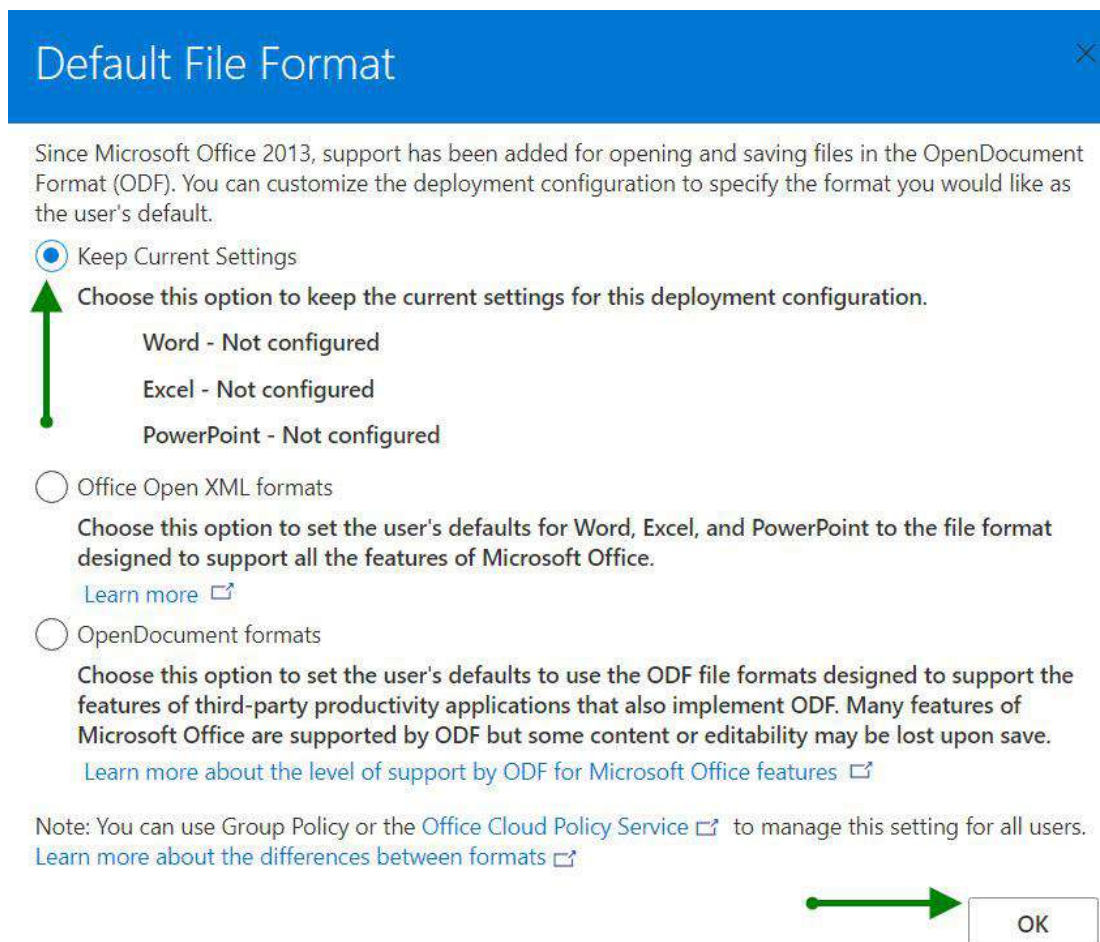 Default File Format
Since Microsoft Office 2013, support has been added for opening and saving files in the OpenDocument
Format (ODF). You can customize the deployment configuration to specify the format you would like as
the user's default.
Keep Current Settings
Choose this option to keep the current settings for this deployment configuration.
Word - Not configured
Excel - Not configured
PowerPoint - Not configured
Office Open XML formats
Choose this option to set the user's defaults for Word, Excel, and PowerPoint to the file format
designed to support all the features of Microsoft Office.
Learn more
OpenDocument formats
Choose this option to set the user's defaults to use the ODF file formats designed to support the
features of third-party productivity applications that also implement ODF. Many features of
Microsoft Office are supported by ODF but some content or editability may be lost upon save.
Learn more about the level of support by ODF for Microsoft Office features
Note: You can use Group Policy or the Office Cloud Policy Service to manage this setting for all users.
Learn more about the differences between formats
OK